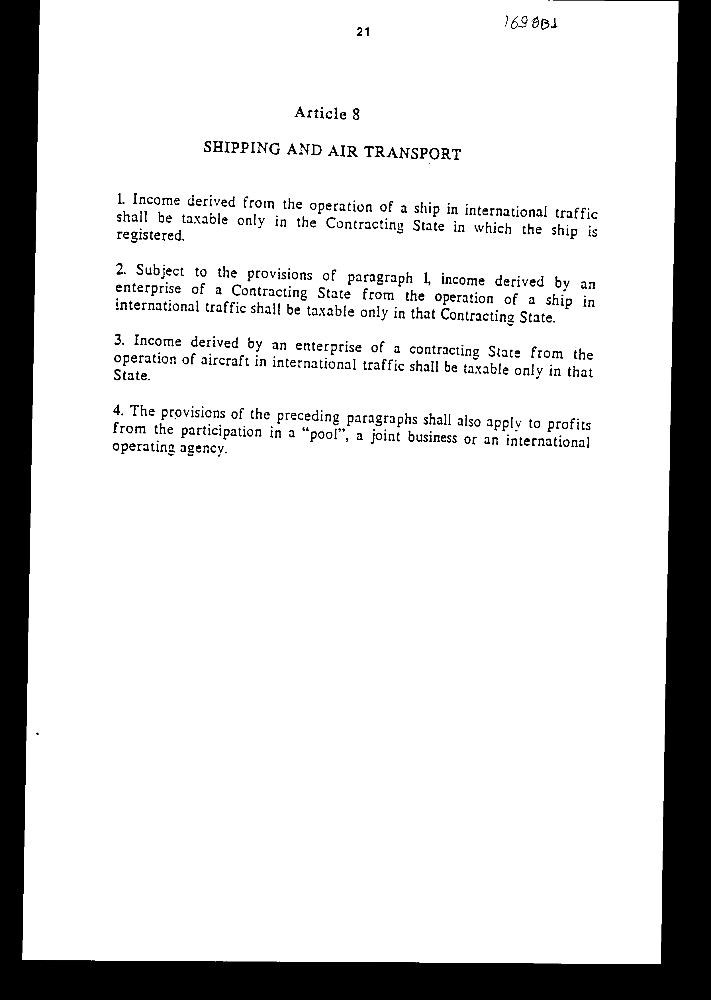 21
Article 8
SHIPPING AND AIR TRANSPORT
1. Income derived from the operation of a ship in international traffic
shall be taxable only in the Contracting State in which the ship is
registered.
2. Subject to the provisions of paragraph 1, income derived by an
enterprise of a Contracting State from the operation of a ship in
international traffic shall be taxable only in that Contracting State.
3. Income derived by an enterprise of a contracting State from the
operation of aircraft in international traffic shall be taxable only in that
State.
4. The provisions of the preceding paragraphs shall also apply to profits
from the participation in a “pool”, a joint business or an international
operating agency.